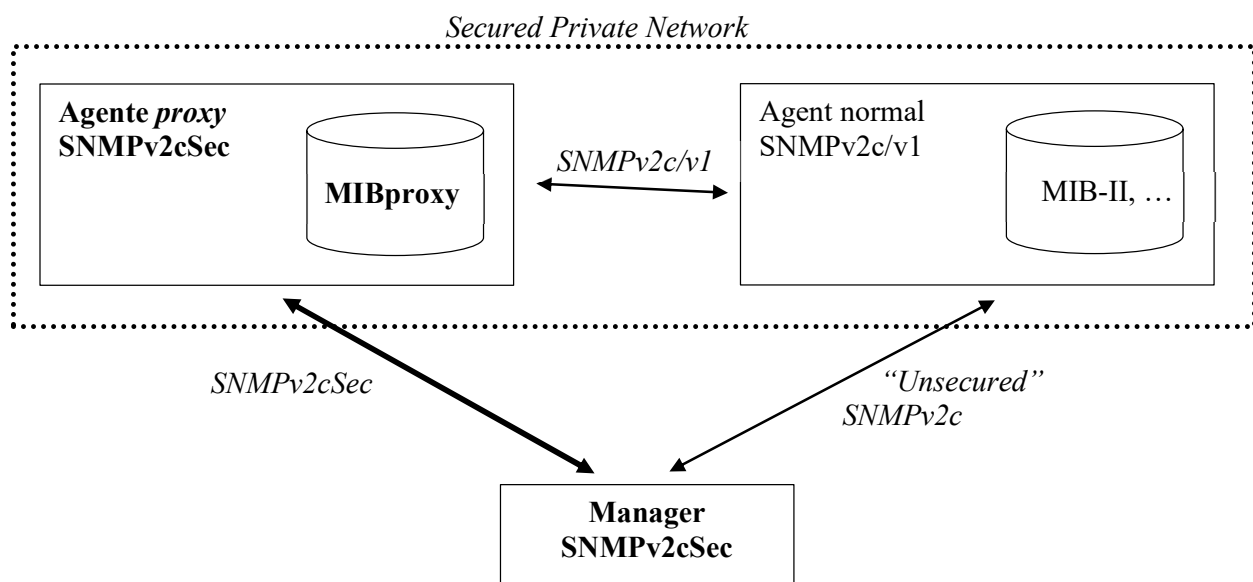 Secured Private Network
Agente proxy
SNMPv2cSec
MIBproxy
SNMPv2c/v1
Agent normal
SNMPv2c/v1
MIB-II, …
SNMPv2cSec
“Unsecured”
SNMPv2c
Manager
SNMPv2cSec